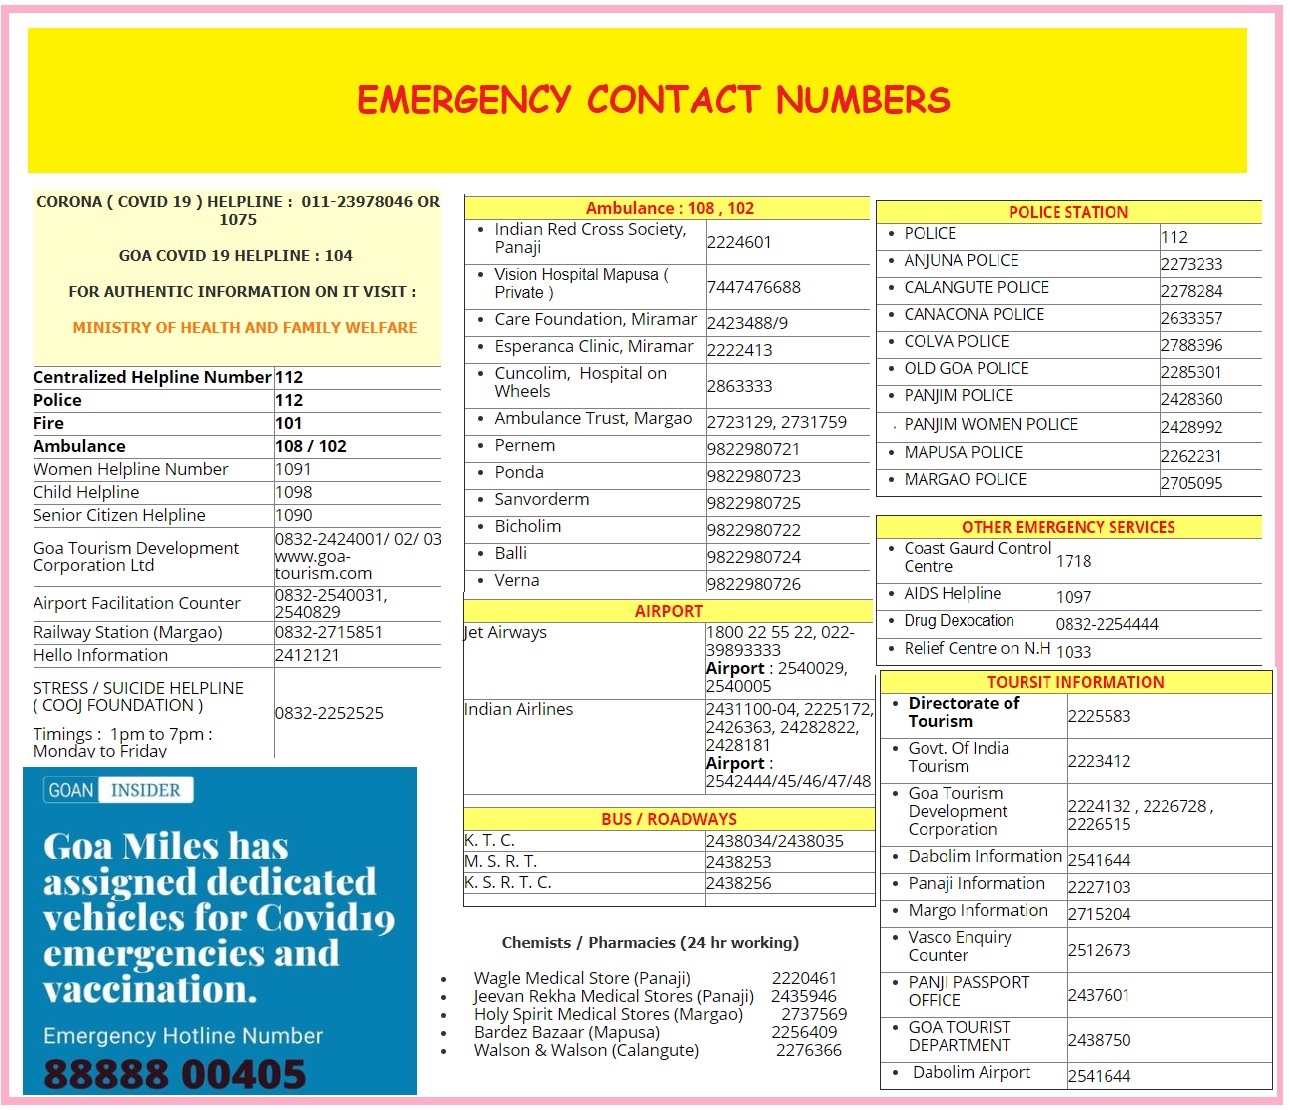 EMERGENCY CONTACT NUMBERS
CORONA ( COVID 19 ) HELPLINE : 011-23978046 OR
1075
GOA COVID 19 HELPLINE : 104
FOR AUTHENTIC INFORMATION ON IT VISIT :
MINISTRY OF HEALTH AND FAMILY WELFARE
Centralized Helpline Number 112
Police 112
Fire 101
Ambulance 108 / 102
Women Helpline Number 1091
Child Helpline 1098
Senior Citizen Helpline 1090
Goa Tourism Development
Corporation Ltd
0832-2424001/ 02/ 03
www.goa-
tourism.com
Airport Facilitation Counter
0832-2540031,
2540829
Railway Station (Margao) 0832-2715851
Hello Information 2412121
STRESS / SUICIDE HELPLINE
( COOJ FOUNDATION )
Timings : 1pm to 7pm :
Monday to Friday
0832-2252525
GOAN INSIDER
Goa Miles has
assigned dedicated
vehicles for Covid19
emergencies and
vaccination.
Emergency Hotline Number
88888 00405
Ambulance : 108 , 102
• Indian Red Cross Society,
Panaji
2224601
• Vision Hospital Mapusa (
Private )
7447476688
• Care Foundation, Miramar 2423488/9
• Esperanca Clinic, Miramar 2222413
• Cuncolim, Hospital on
Wheels
2863333
• Ambulance Trust, Margao 2723129, 2731759
• Pernem 9822980721
• Ponda 9822980723
• Sanvorderm 9822980725
• Bicholim 9822980722
• Balli 9822980724
• Verna 9822980726
AIRPORT
Jet Airways
1800 22 55 22, 022-
39893333
Airport : 2540029,
2540005
Indian Airlines
2431100-04, 2225172,
2426363, 24282822,
2428181
Airport :
2542444/45/46/47/48
BUS / ROADWAYS
K. T. C. 2438034/2438035
M. S. R. T. 2438253
K. S. R. T. C. 2438256
Chemists / Pharmacies (24 hr working)
• Wagle Medical Store (Panaji) 2220461
• Jeevan Rekha Medical Stores (Panaji) 2435946
• Holy Spirit Medical Stores (Margao) 2737569
• Bardez Bazaar (Mapusa) 2256409
• Walson & Walson (Calangute) 2276366
POLICE STATION
• POLICE 112
• ANJUNA POLICE 2273233
• CALANGUTE POLICE 2278284
• CANACONA POLICE 2633357
• COLVA POLICE 2788396
• OLD GOA POLICE 2285301
• PANJIM POLICE 2428360
• PANJIM WOMEN POLICE 2428992
• MAPUSA POLICE 2262231
• MARGAO POLICE 2705095
OTHER EMERGENCY SERVICES
• Coast Gaurd Control
Centre
1718
• AIDS Helpline 1097
• Drug Dexocation 0832-2254444
• Relief Centre on N.H 1033
TOURSIT INFORMATION
• Directorate of
Tourism
2225583
• Govt. Of India
Tourism
2223412
• Goa Tourism
Development
Corporation
2224132 , 2226728 ,
2226515
• Dabolim Information 2541644
• Panaji Information 2227103
• Margo Information 2715204
• Vasco Enquiry
Counter
2512673
• PANJI PASSPORT
OFFICE
2437601
• GOA TOURIST
DEPARTMENT
2438750
• Dabolim Airport 2541644